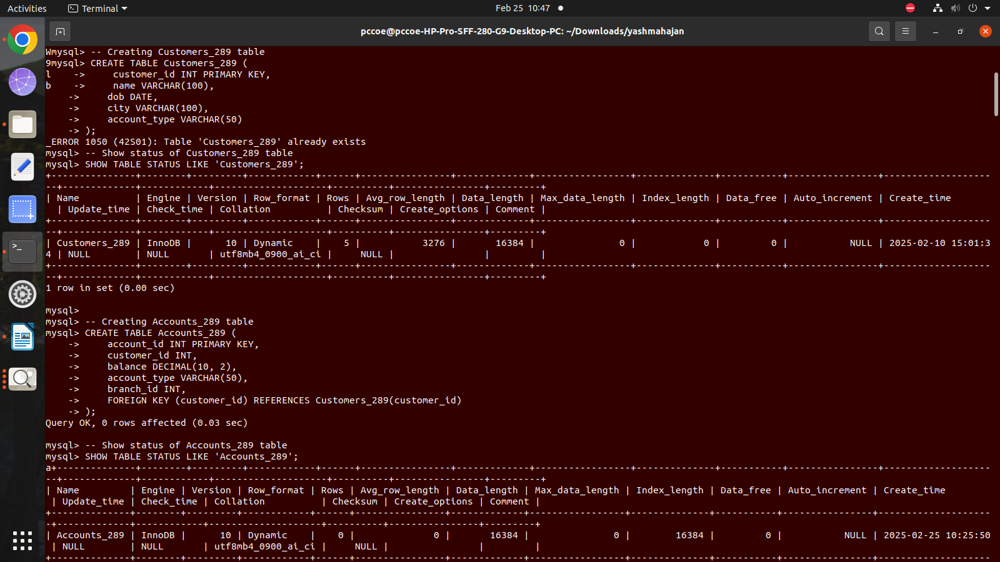 Activities
Terminal
Feb 25 10:47
pccoe@pccoe-HP-Pro-SFF-280-G9-Desktop-PC: ~/Downloads/yashmahajan
Wmysql> -- Creating Customers_289 table
9mysql> CREATE TABLE Customers_289 (
l    ->     customer_id INT PRIMARY KEY,
b    ->     name VARCHAR(100),
    ->     dob DATE,
    ->     city VARCHAR(100),
    ->     account_type VARCHAR(50)
    -> );
_ERROR 1050 (42S01): Table 'Customers_289' already exists
mysql> -- Show status of Customers_289 table
mysql> SHOW TABLE STATUS LIKE 'Customers_289';
+---------------+--------+---------+------------+------+----------------+-------------+-----------------+--------------+-----------+----------------+--------------------
--+-------------+------------+--------------------+----------+----------------+---------+
| Name          | Engine | Version | Row_format | Rows | Avg_row_length | Data_length | Max_data_length | Index_length | Data_free | Auto_increment | Create_time
  | Update_time | Check_time | Collation          | Checksum | Create_options | Comment |
+---------------+--------+---------+------------+------+----------------+-------------+-----------------+--------------+-----------+----------------+--------------------
--+-------------+------------+--------------------+----------+----------------+---------+
| Customers_289 | InnoDB |      10 | Dynamic    |    5 |           3276 |       16384 |               0 |            0 |         0 |           NULL | 2025-02-10 15:01:3
4 | NULL        | NULL       | utf8mb4_0900_ai_ci |     NULL |                |         |
+---------------+--------+---------+------------+------+----------------+-------------+-----------------+--------------+-----------+----------------+--------------------
--+-------------+------------+--------------------+----------+----------------+---------+
1 row in set (0.00 sec)
mysql>
mysql> -- Creating Accounts_289 table
mysql> CREATE TABLE Accounts_289 (
    ->     account_id INT PRIMARY KEY,
    ->     customer_id INT,
    ->     balance DECIMAL(10, 2),
    ->     account_type VARCHAR(50),
    ->     branch_id INT,
    ->     FOREIGN KEY (customer_id) REFERENCES Customers_289(customer_id)
    -> );
Query OK, 0 rows affected (0.03 sec)
mysql> -- Show status of Accounts_289 table
mysql> SHOW TABLE STATUS LIKE 'Accounts_289';
a+--------------+--------+---------+------------+------+----------------+-------------+-----------------+--------------+-----------+----------------+--------------------
--+-------------+------------+--------------------+----------+----------------+---------+
| Name         | Engine | Version | Row_format | Rows | Avg_row_length | Data_length | Max_data_length | Index_length | Data_free | Auto_increment | Create_time
 | Update_time | Check_time | Collation          | Checksum | Create_options | Comment |
+--------------+--------+---------+------------+------+----------------+-------------+-----------------+--------------+-----------+----------------+--------------------
-+-------------+------------+--------------------+----------+----------------+---------+
| Accounts_289 | InnoDB |      10 | Dynamic    |    0 |              0 |       16384 |               0 |        16384 |         0 |           NULL | 2025-02-25 10:25:50
 | NULL        | NULL       | utf8mb4_0900_ai_ci |     NULL |                |         |
+--------------+--------+---------+------------+------+----------------+-------------+-----------------+--------------+-----------+----------------+--------------------